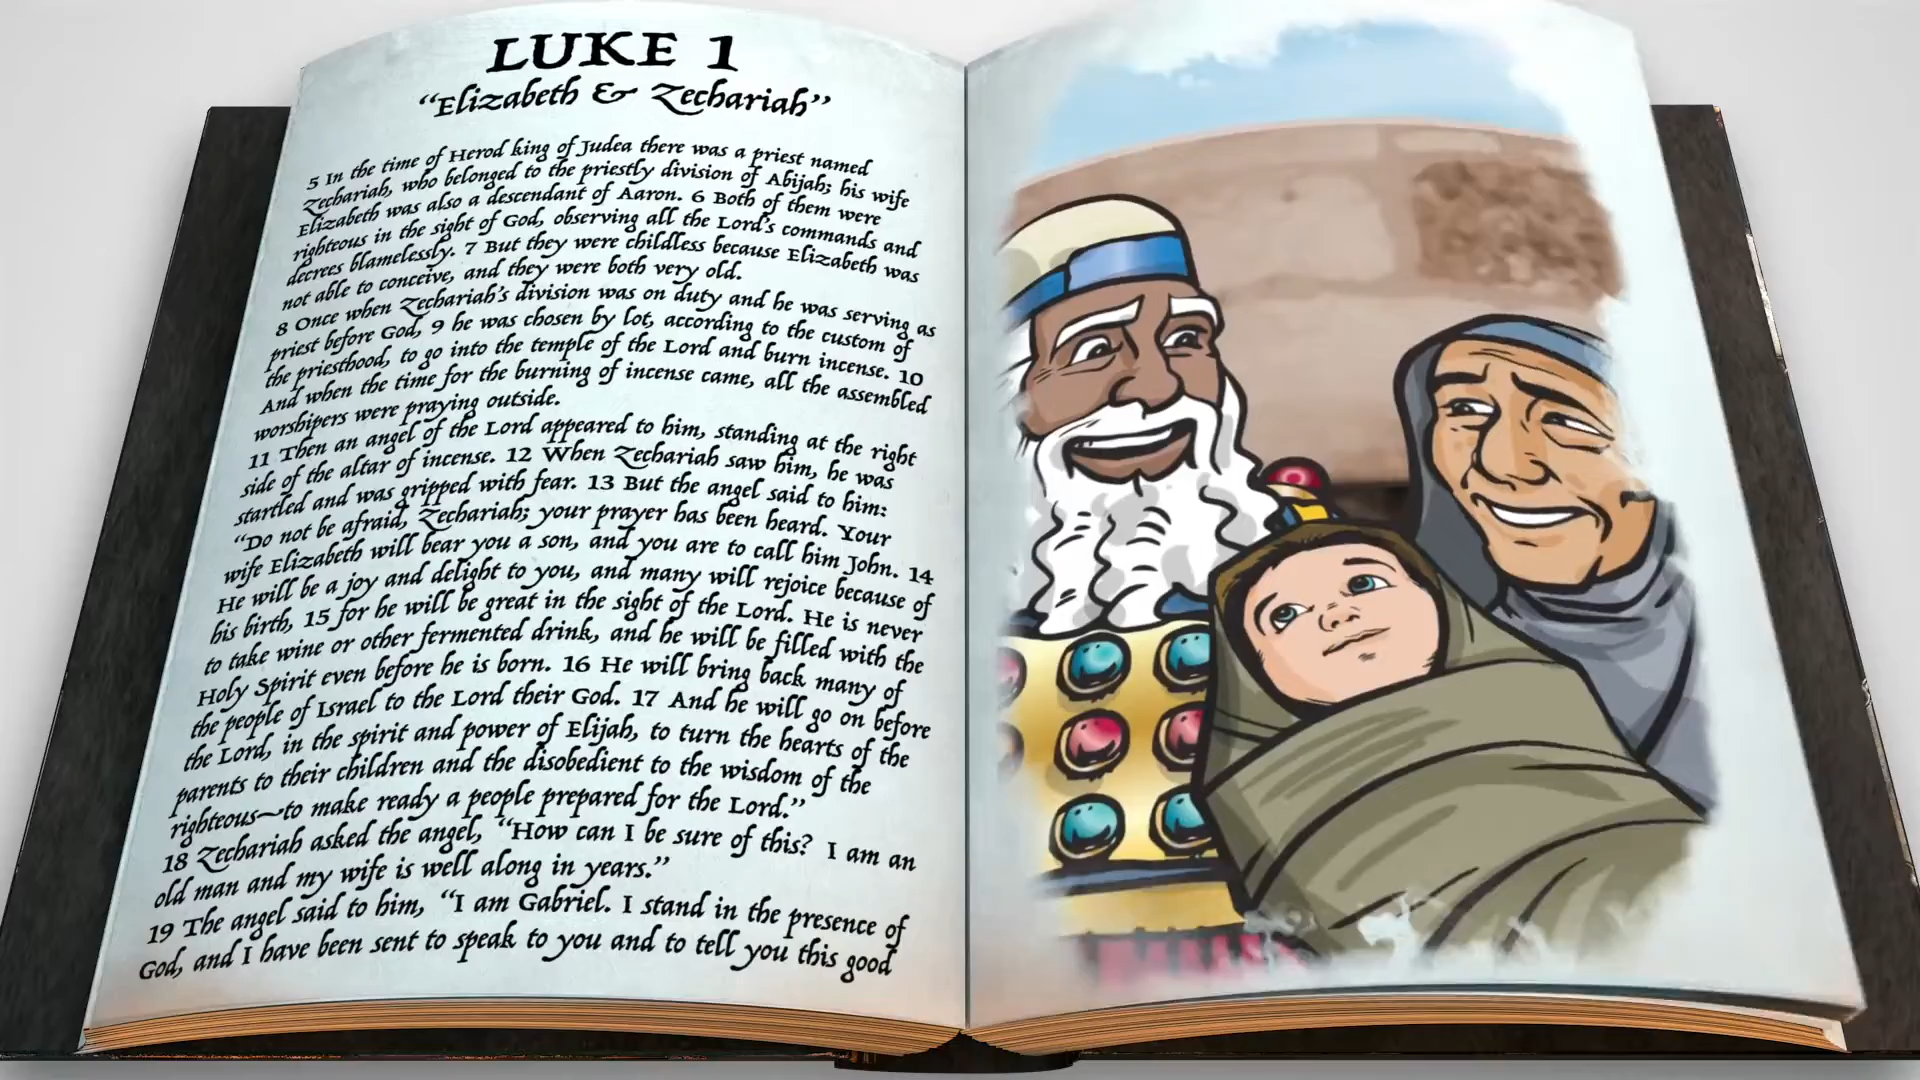 LUKE 1
“Elizabeth & Zechariah”
5 In the time of Herod king of Judea there was a priest named
Zechariah, who belonged to the priestly division of Abijah; his wife
Elizabeth was also a descendant of Aaron. 6 Both of them were
righteous in the sight of God, observing all the Lord’s commands and
decrees blamelessly. 7 But they were childless because Elizabeth was
not able to conceive, and they were both very old.
8 Once when Zechariah’s division was on duty and he was serving as
priest before God, 9 he was chosen by lot, according to the custom of
the priesthood, to go into the temple of the Lord and burn incense. 10
And when the time for the burning of incense came, all the assembled
worshipers were praying outside.
11 Then an angel of the Lord appeared to him, standing at the right
side of the altar of incense. 12 When Zechariah saw him, he was
startled and was gripped with fear. 13 But the angel said to him:
“Do not be afraid, Zechariah; your prayer has been heard. Your
wife Elizabeth will bear you a son, and you are to call him John. 14
He will be a joy and delight to you, and many will rejoice because of
his birth, 15 for he will be great in the sight of the Lord. He is never
to take wine or other fermented drink, and he will be filled with the
Holy Spirit even before he is born. 16 He will bring back many of
the people of Israel to the Lord their God. 17 And he will go on before
the Lord, in the spirit and power of Elijah, to turn the hearts of the
parents to their children and the disobedient to the wisdom of the
righteous—to make ready a people prepared for the Lord.”
18 Zechariah asked the angel, “How can I be sure of this? I am an
old man and my wife is well along in years.”
19 The angel said to him, “I am Gabriel. I stand in the presence of
God, and I have been sent to speak to you and to tell you this good